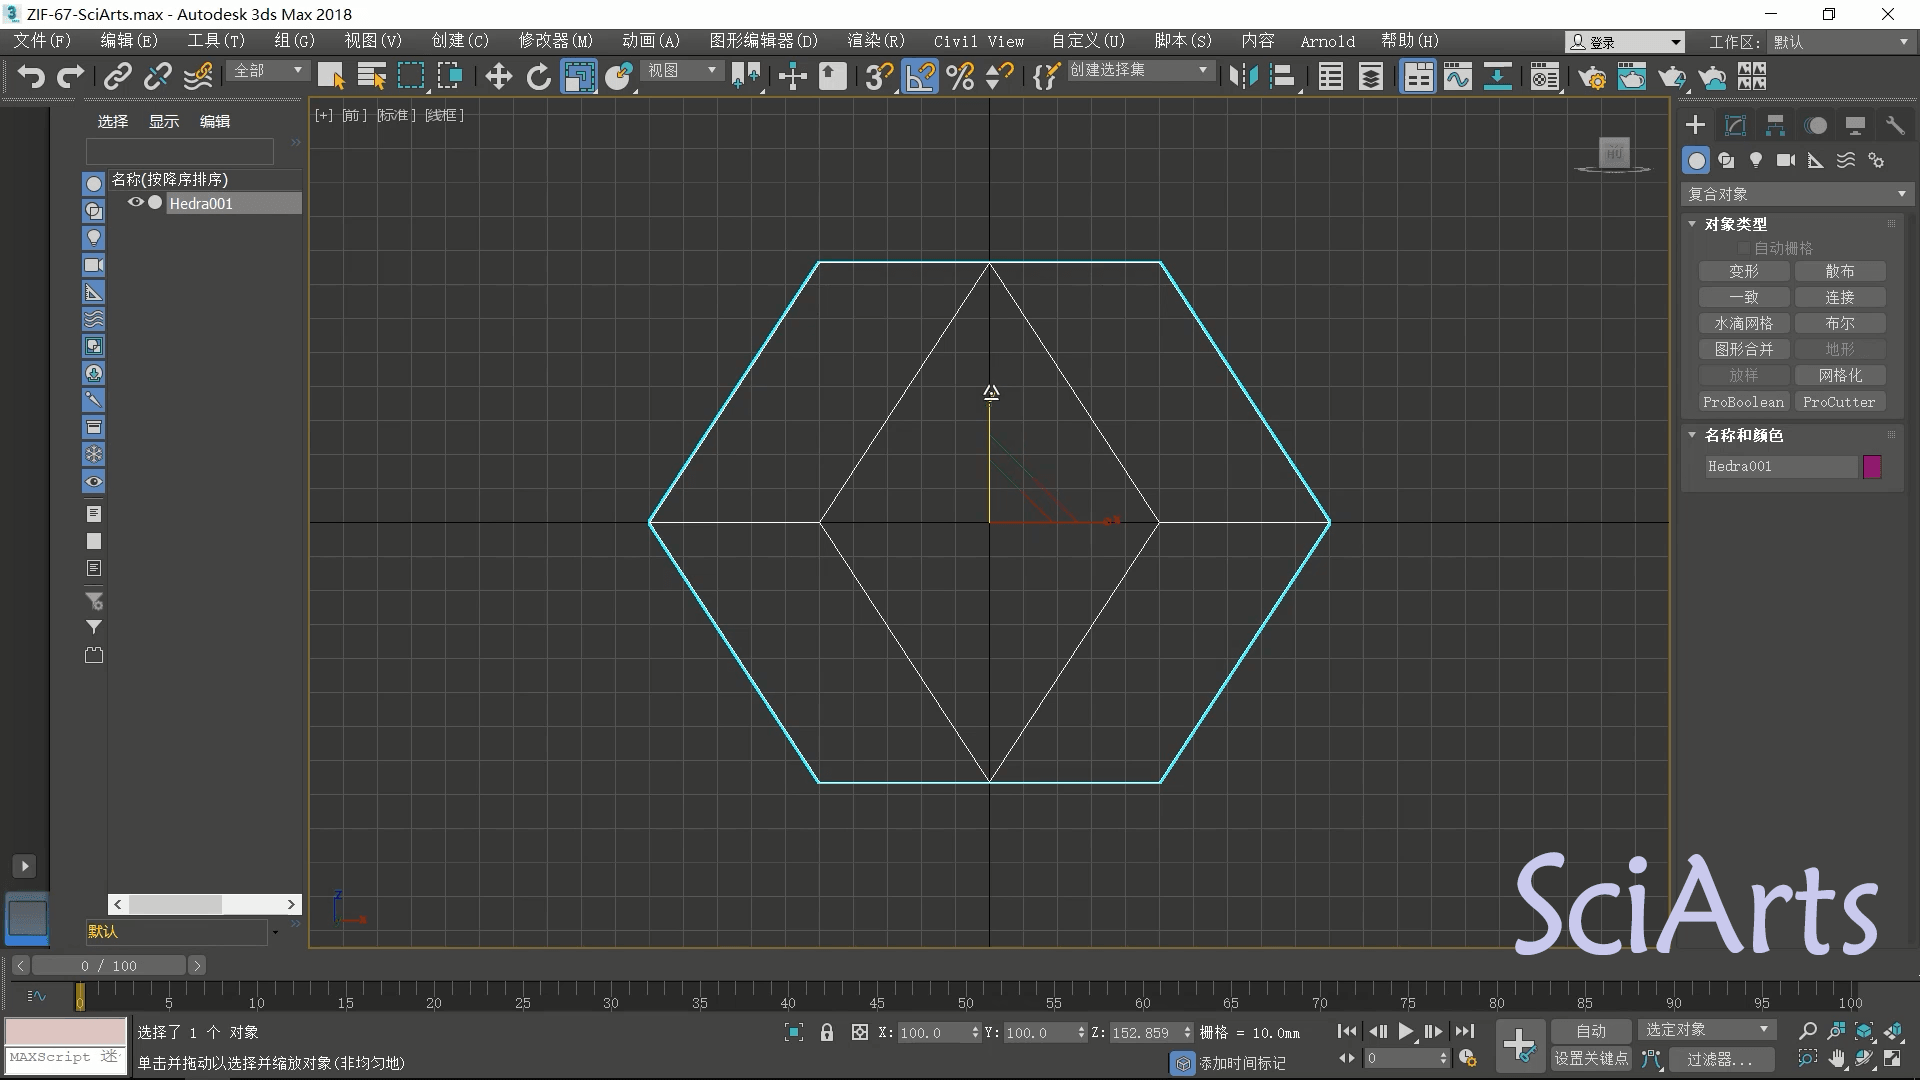 ZIF-67-SciArts.max - Autodesk 3ds Max 2018
文件(F) 编辑(E) 工具(T) 组(G) 视图(V) 创建(C) 修改器(M) 动画(A) 图形编辑器(D) 渲染(R) Civil View 自定义(U) 脚本(S) 内容 Arnold 帮助(H) 登录 工作区: 默认
全部 视图 创建选择集
选择 显示 编辑
[+] [前] [标准] [线框]
名称(按降序排序)
Hedra001
复合对象
对象类型
自动栅格
变形 散布
一致 连接
水滴网格 布尔
图形合并 地形
放样 网格化
ProBoolean ProCutter
名称和颜色
Hedra001
z
SciArts
默认
0 / 100
0 5 10 15 20 25 30 35 40 45 50 55 60 65 70 75 80 85 90 95 100
选择了 1 个 对象 X: 100.0 Y: 100.0 Z: 152.859 栅格 = 10.0mm 自动 选定对象
MAXScript 迷
单击并拖动以选择并缩放对象(非均匀地) 添加时间标记 0 设置关键点 过滤器...